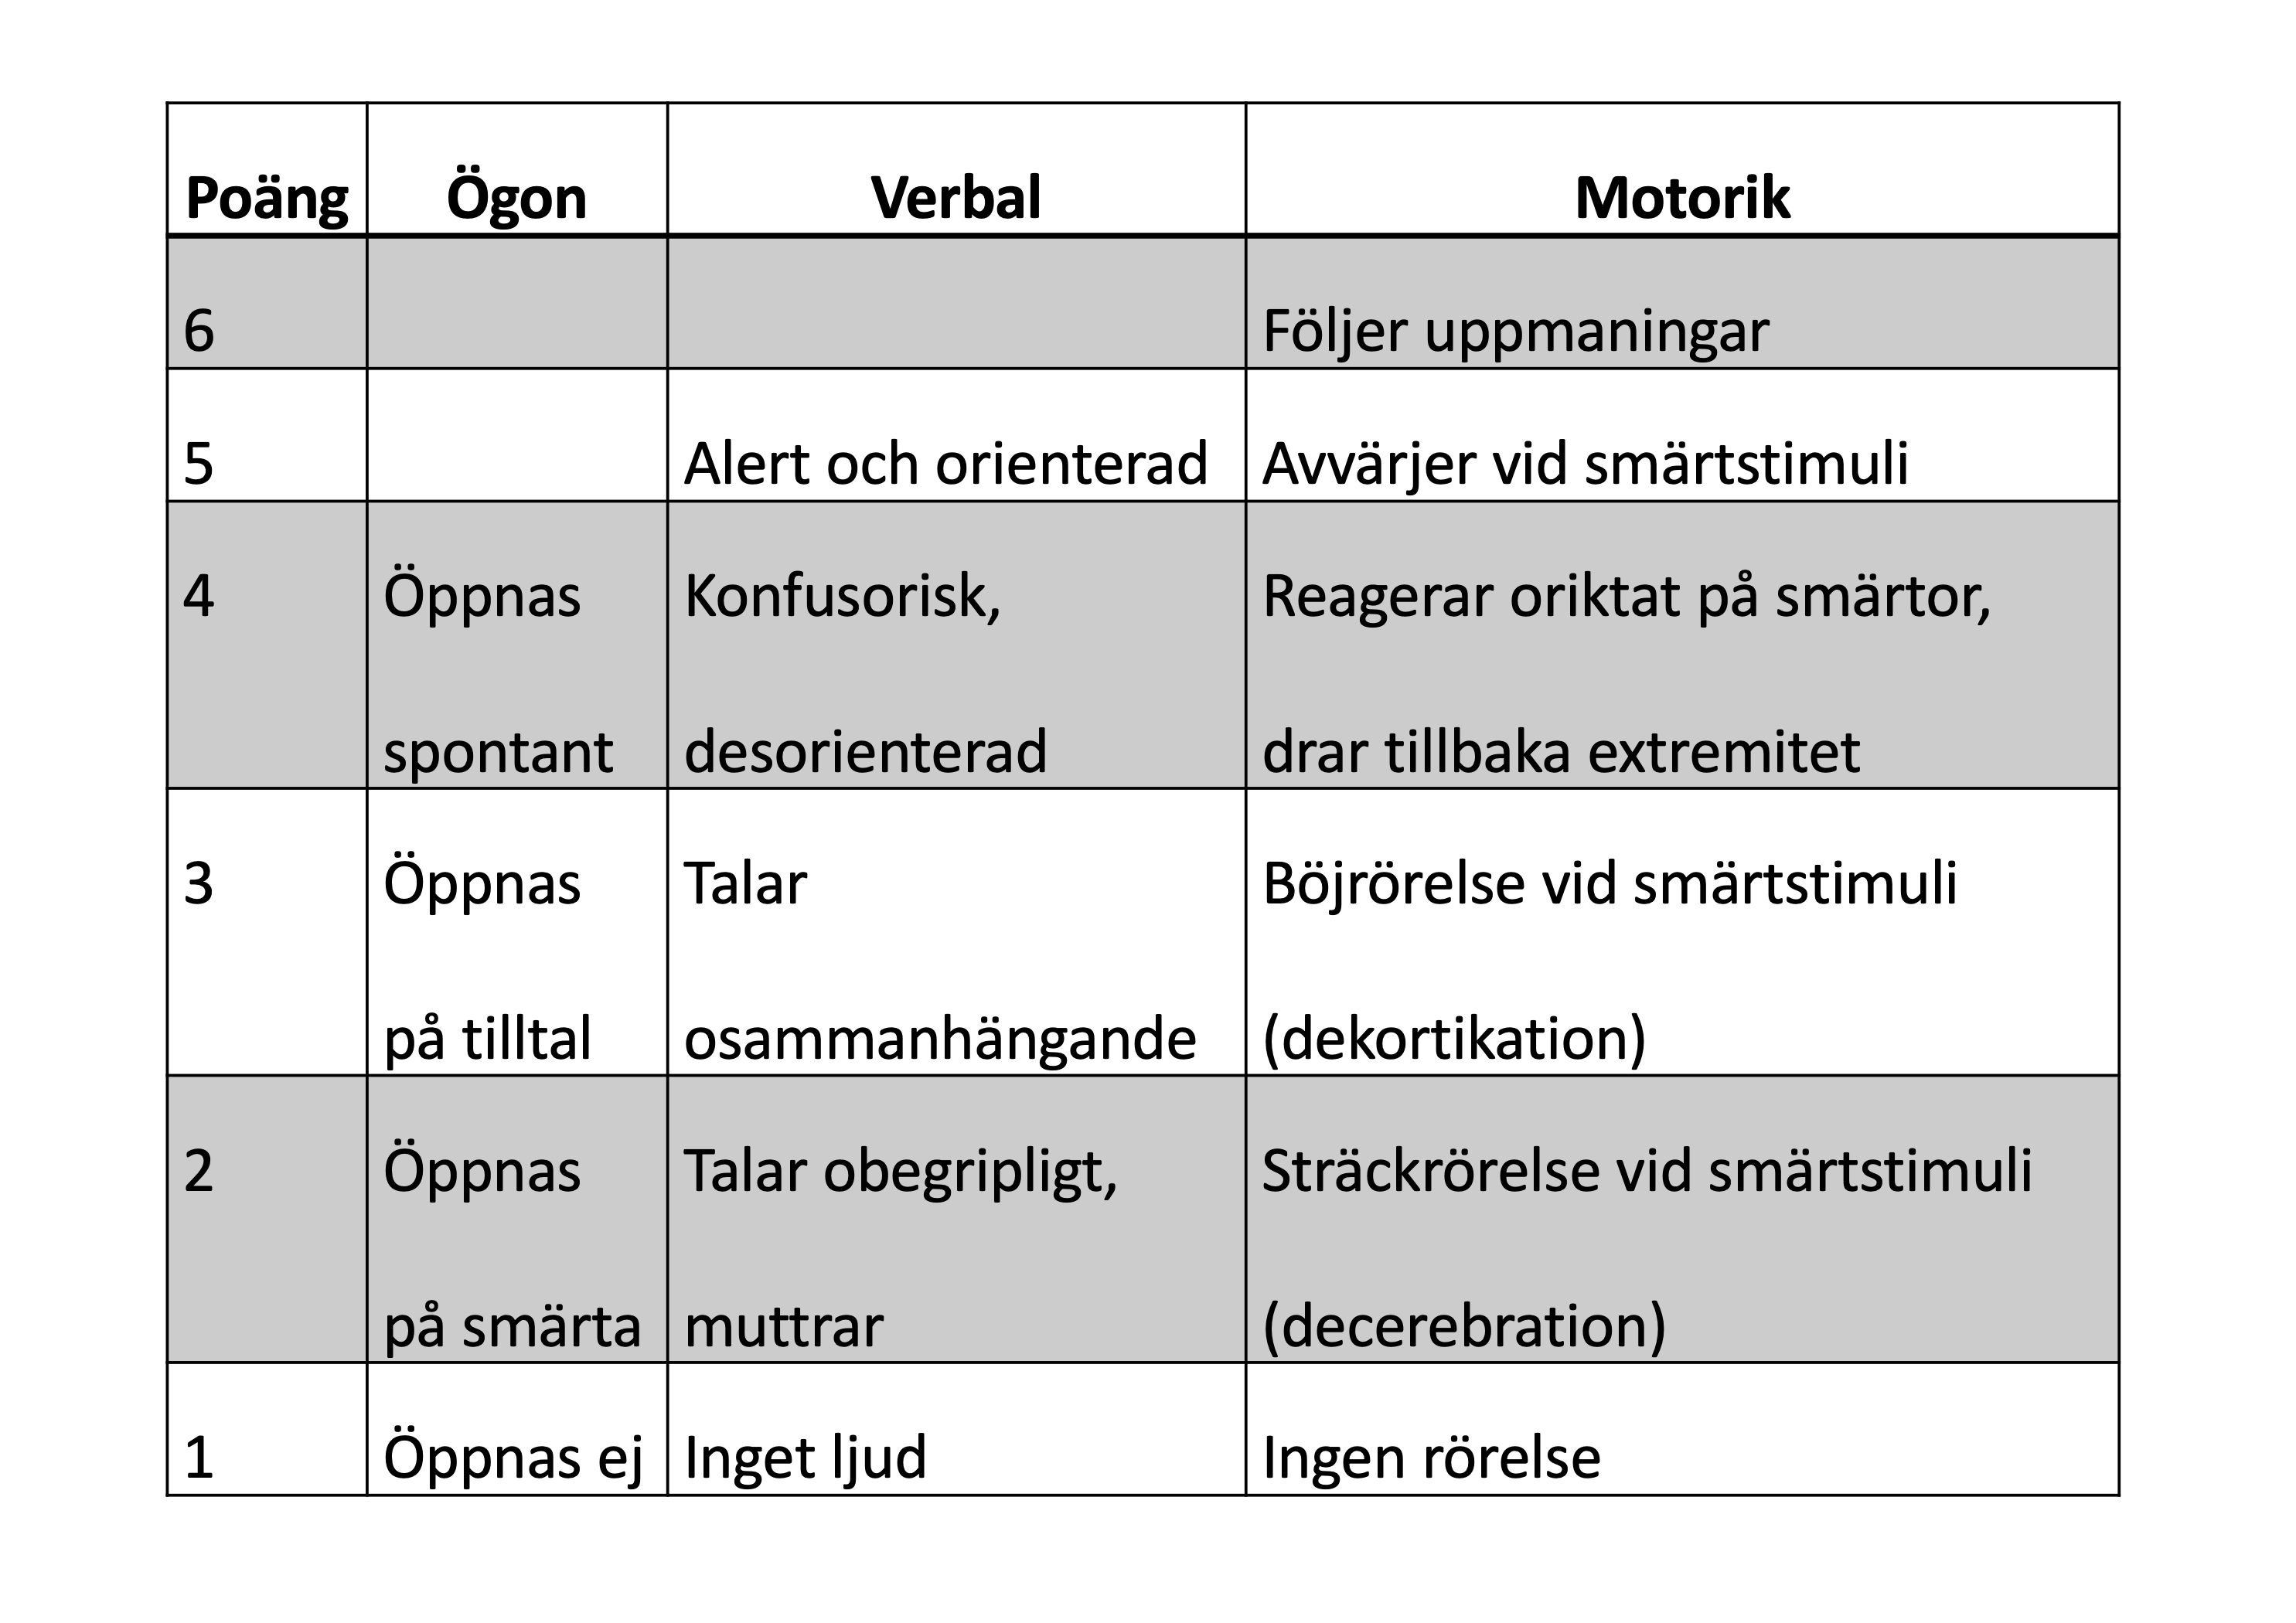 Poäng Ögon Verbal Motorik
6 Följer uppmaningar
5 Alert och orienterad Avvärjer vid smärtstimuli
4 Öppnas Konfusorisk, Reagerar oriktat på smärtor,
spontant desorienterad drar tillbaka extremitet
3 Öppnas Talar Böjrörelse vid smärtstimuli
på tilltal osammanhängande (dekortikation)
2 Öppnas Talar obegripligt, Sträckrörelse vid smärtstimuli
på smärta muttrar (decerebration)
1 Öppnas ej Inget ljud Ingen rörelse